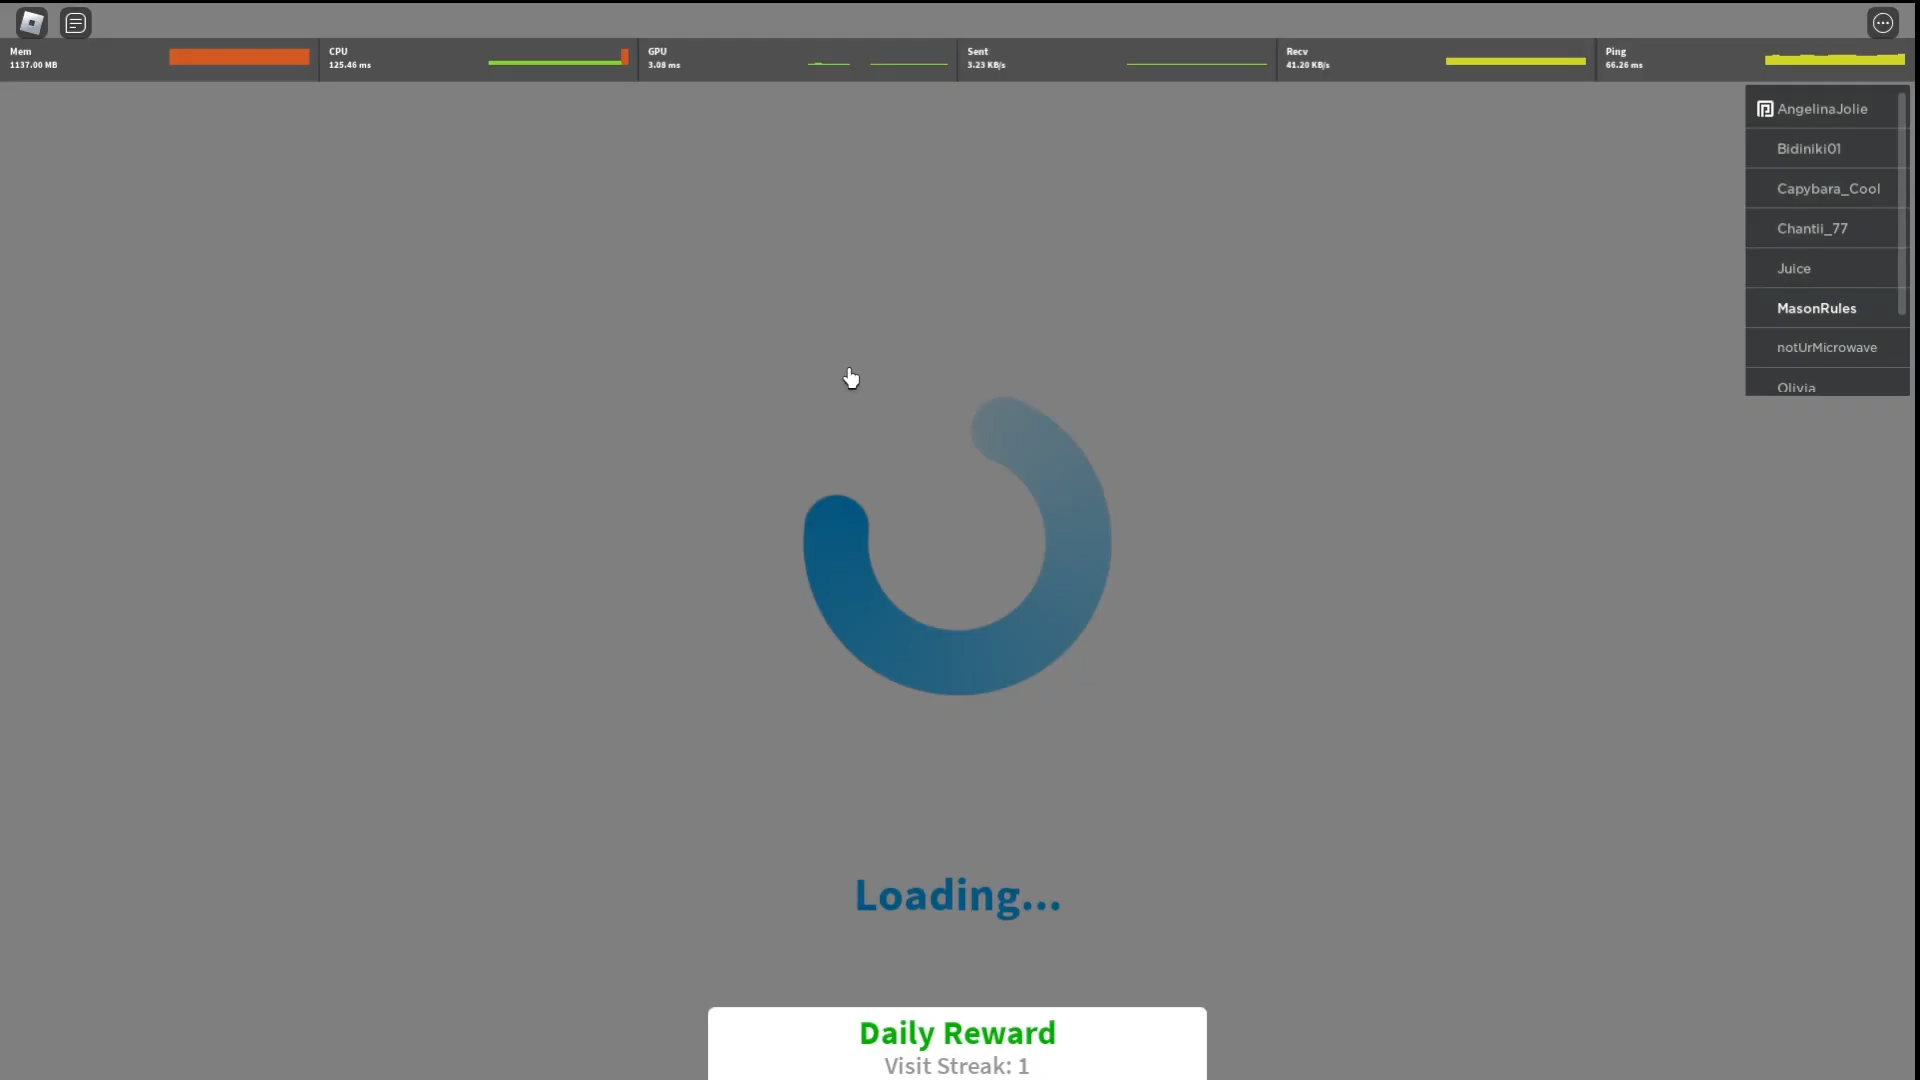 Mem
1137.00 MB
CPU
125.46 ms
GPU
3.08 ms
Sent
3.23 KB/s
Recv
41.20 KB/s
Ping
66.26 ms
AngelinaJolie
Bidiniki01
Capybara_Cool
Chantii_77
Juice
MasonRules
notUrMicrowave
Olivia
Loading...
Daily Reward
Visit Streak: 1